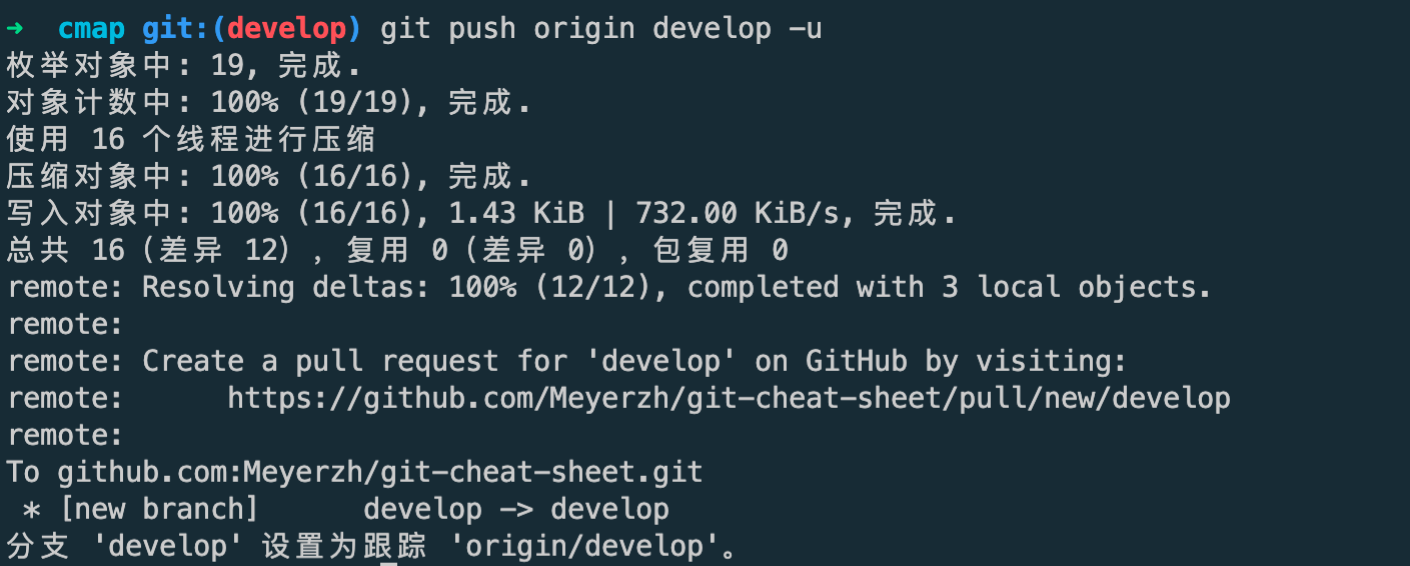 ➜  cmap git:(develop) git push origin develop -u
枚举对象中: 19, 完成.
对象计数中: 100% (19/19), 完成.
使用 16 个线程进行压缩
压缩对象中: 100% (16/16), 完成.
写入对象中: 100% (16/16), 1.43 KiB | 732.00 KiB/s, 完成.
总共 16（差异 12），复用 0（差异 0），包复用 0
remote: Resolving deltas: 100% (12/12), completed with 3 local objects.
remote:
remote: Create a pull request for 'develop' on GitHub by visiting:
remote:      https://github.com/Meyerzh/git-cheat-sheet/pull/new/develop
remote:
To github.com:Meyerzh/git-cheat-sheet.git
 * [new branch]      develop -> develop
分支 'develop' 设置为跟踪 'origin/develop'。